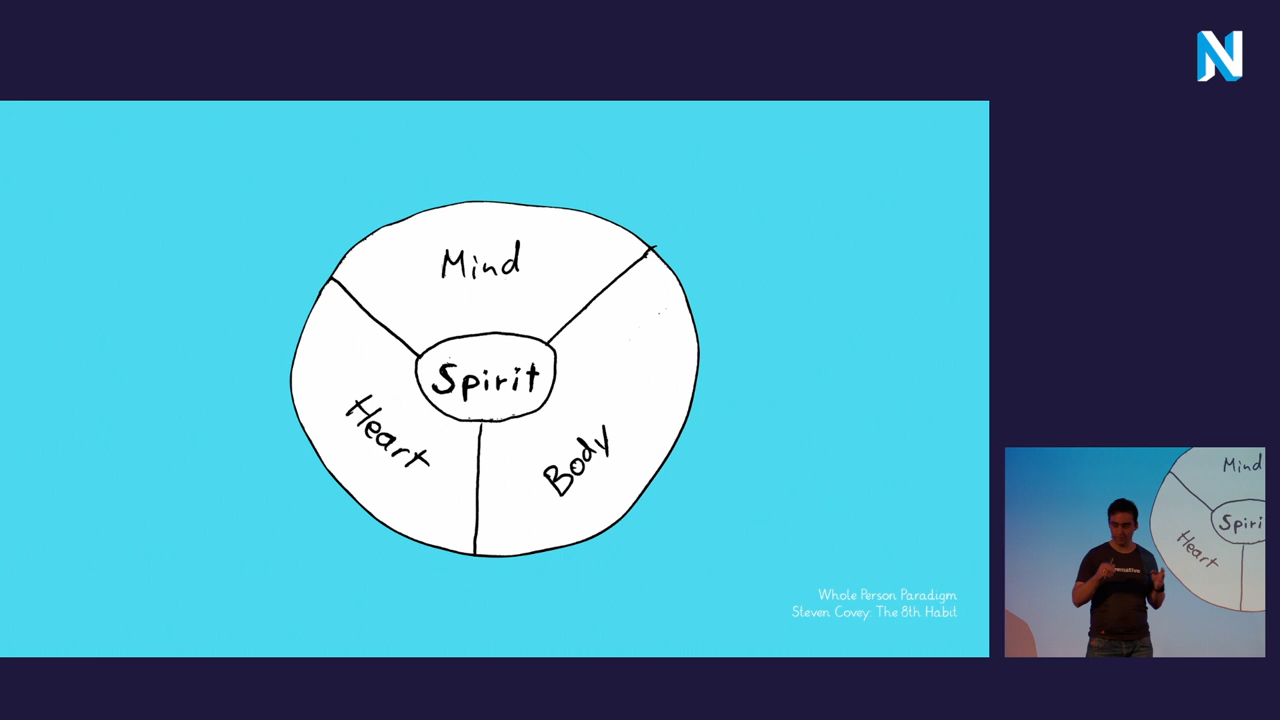 Mind
Spirit
Heart
Body
Whole Person Paradigm
Steven Covey: The 8th Habit
N
Mind
Spiri
Heart